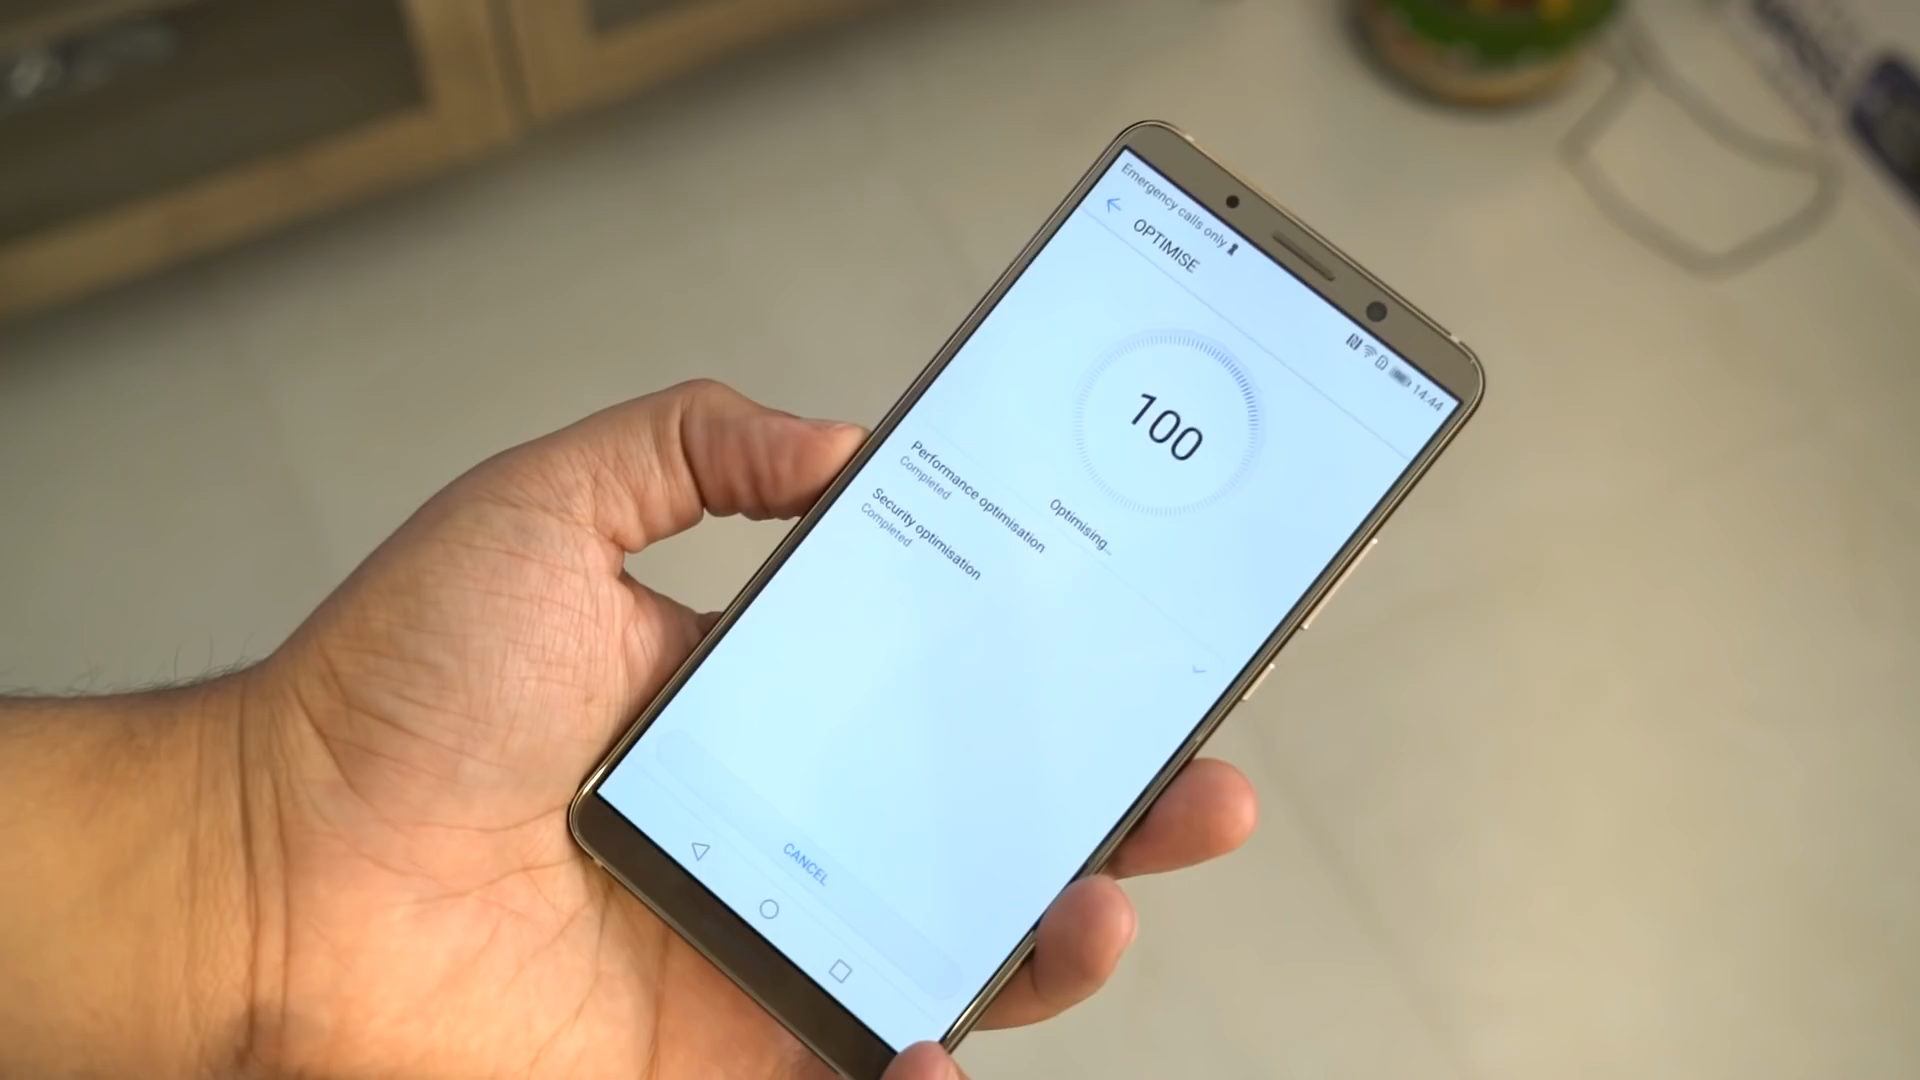 Emergency calls only
14:44
OPTIMISE
100
Optimising...
Performance optimisation
Completed
Security optimisation
Completed
CANCEL